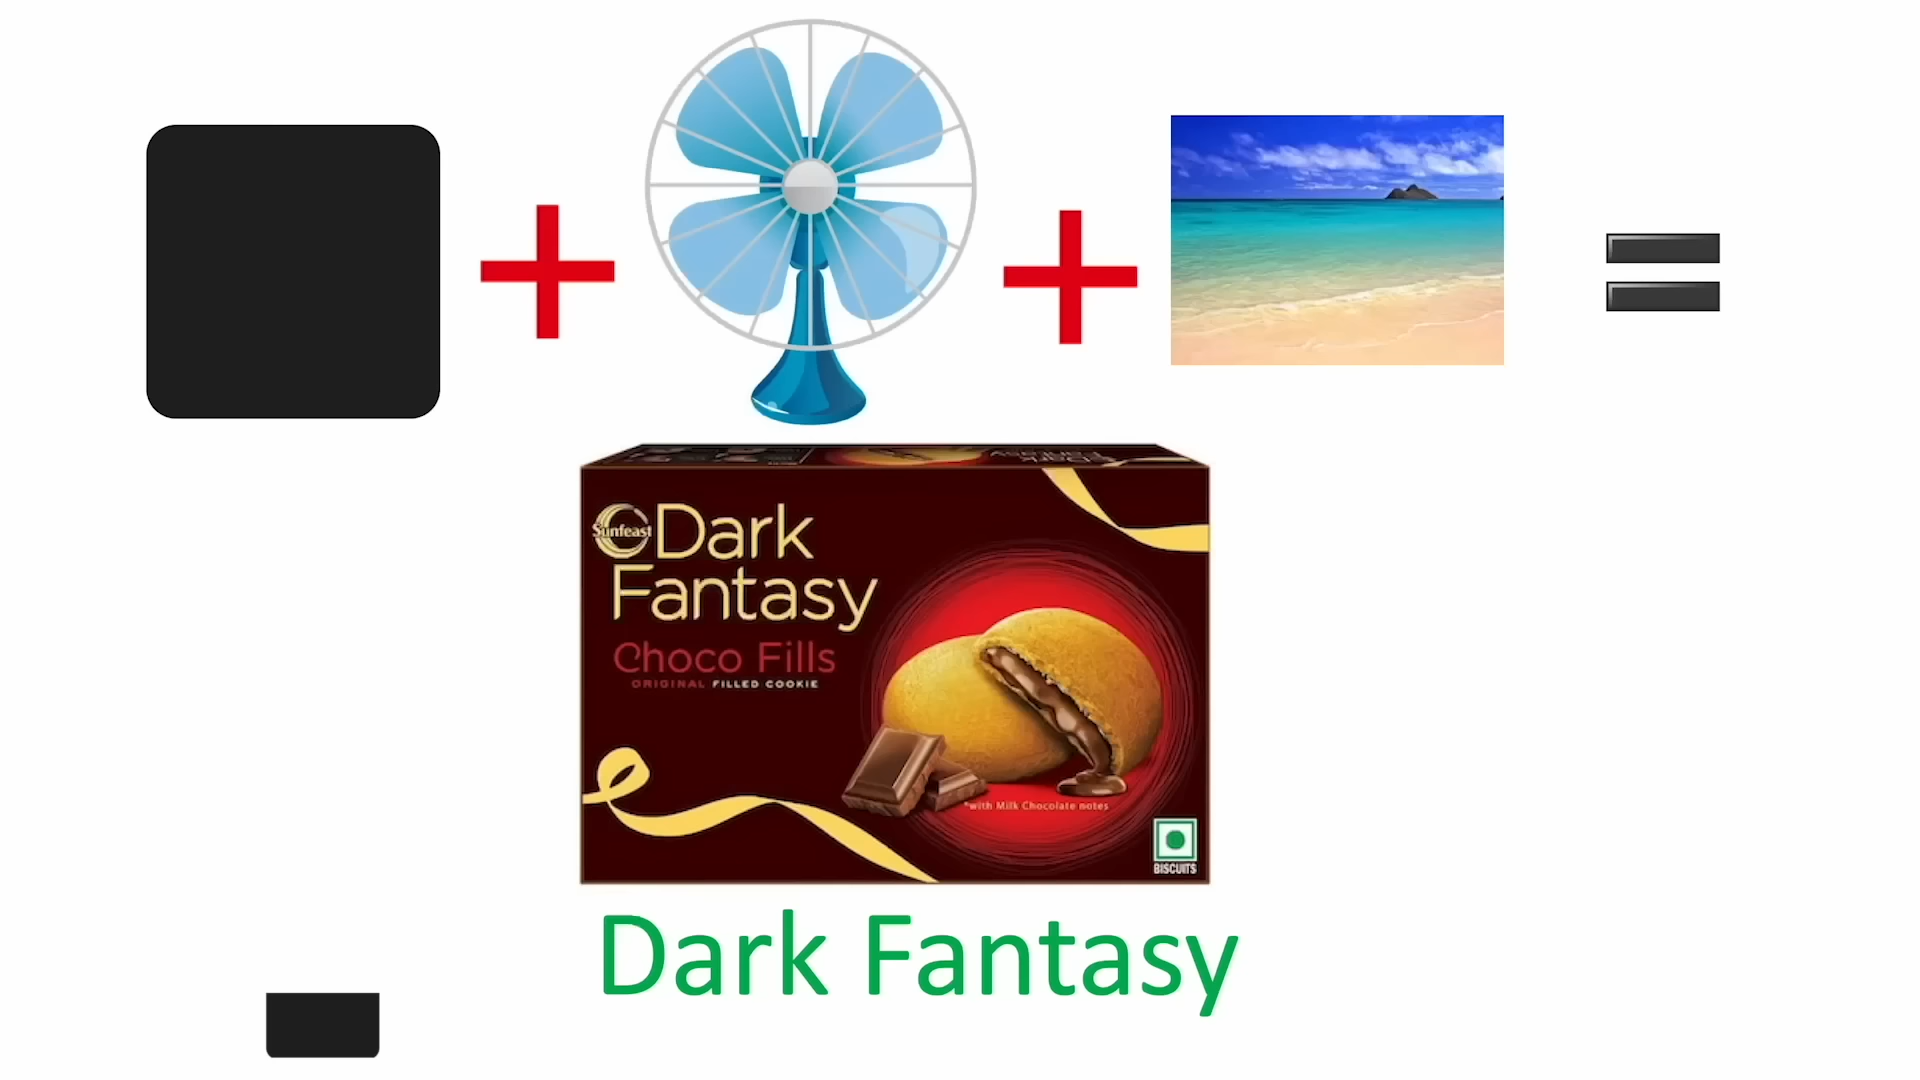 Sunfeast
Dark
Fantasy
Choco Fills
ORIGINAL FILLED COOKIE
*with Milk Chocolate notes
BISCUITS
Dark Fantasy